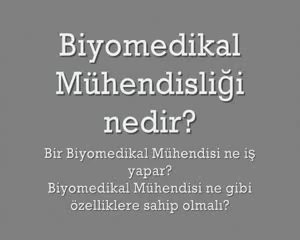 Biyomedikal
Mühendisliği
nedir?
Bir Biyomedikal Mühendisi ne iş
yapar?
Biyomedikal Mühendisi ne gibi
özelliklere sahip olmalı?